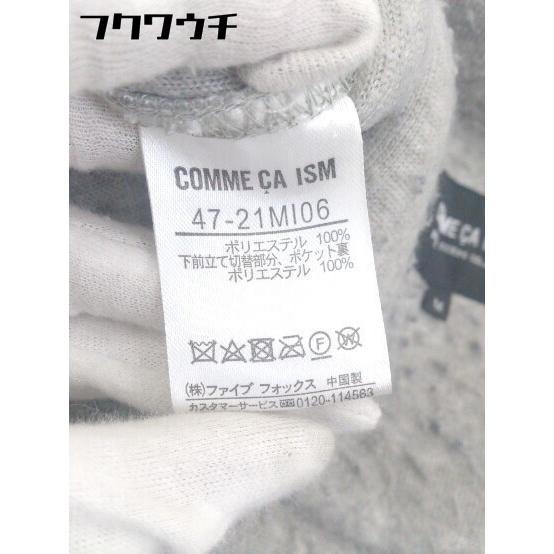 フクワウチ
COMME ÇA ISM
47-21MI06
ポリエステル 100%
下前立て切替部分、ポケット裏
ポリエステル 100%
(株)ファイブ フォックス 中国製
カスタマーサービス 0120-114563
M